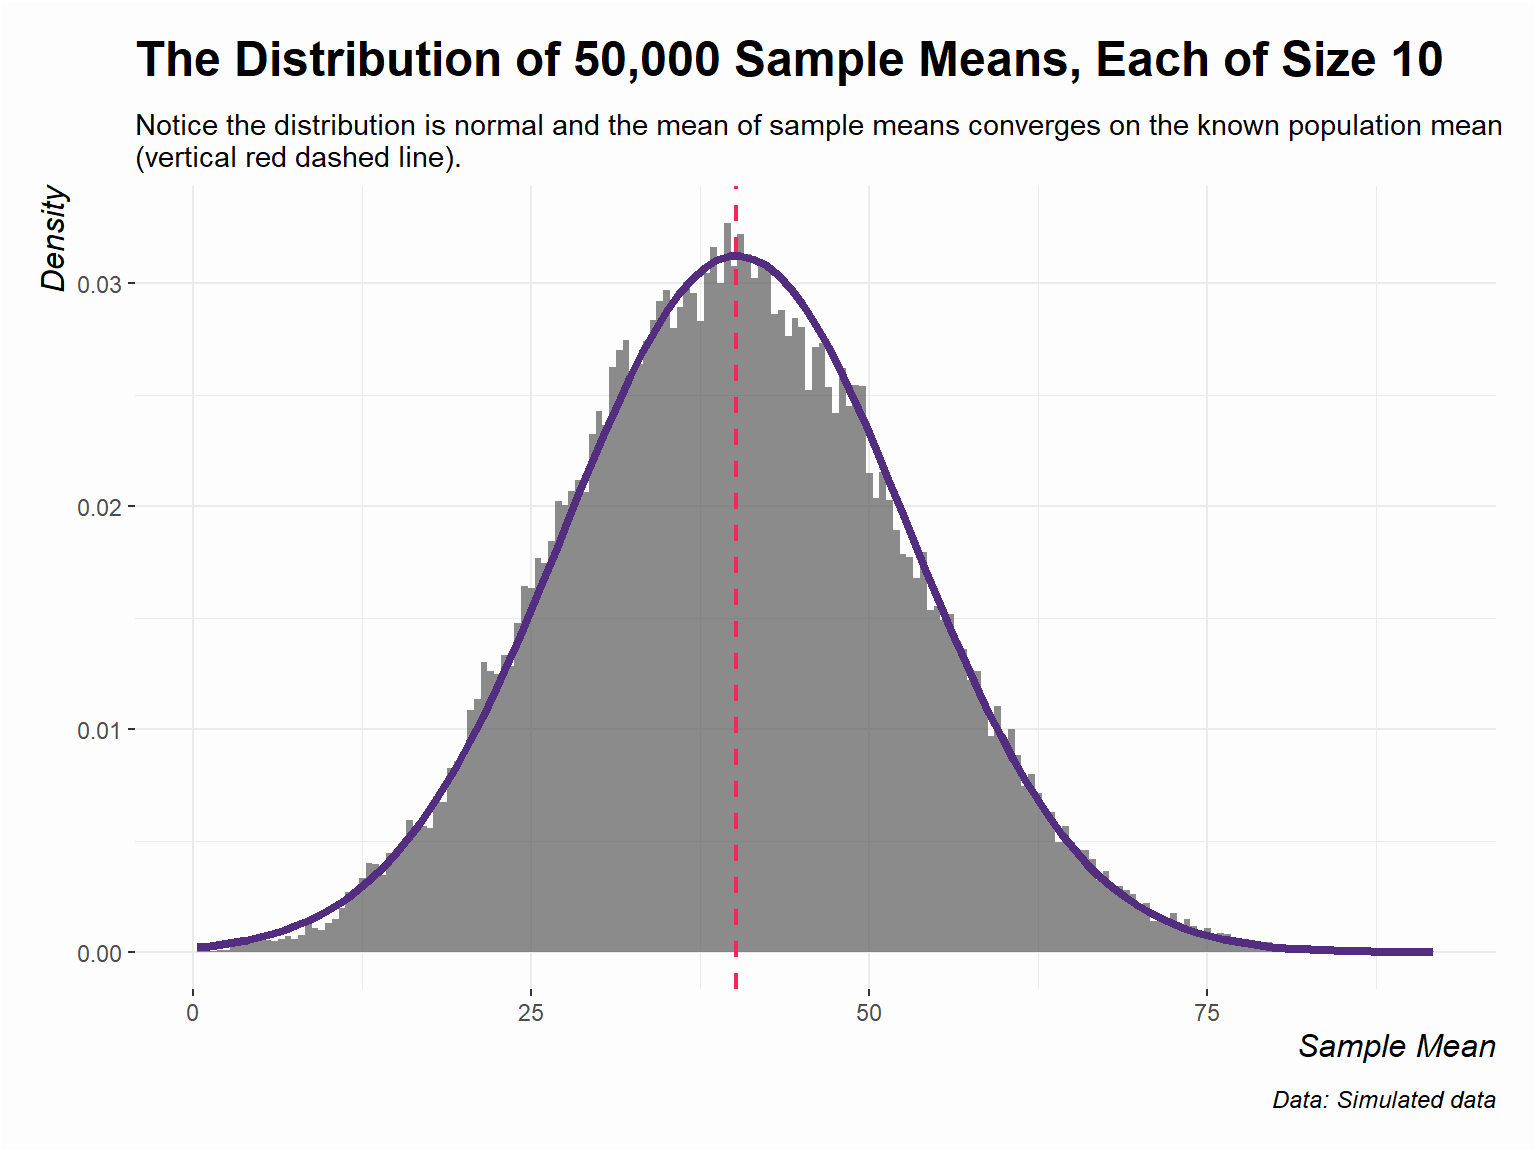 The Distribution of 50,000 Sample Means, Each of Size 10
Notice the distribution is normal and the mean of sample means converges on the known population mean
(vertical red dashed line).
Density
0.03
0.02
0.01
0.00
0
25
50
75
Sample Mean
Data: Simulated data